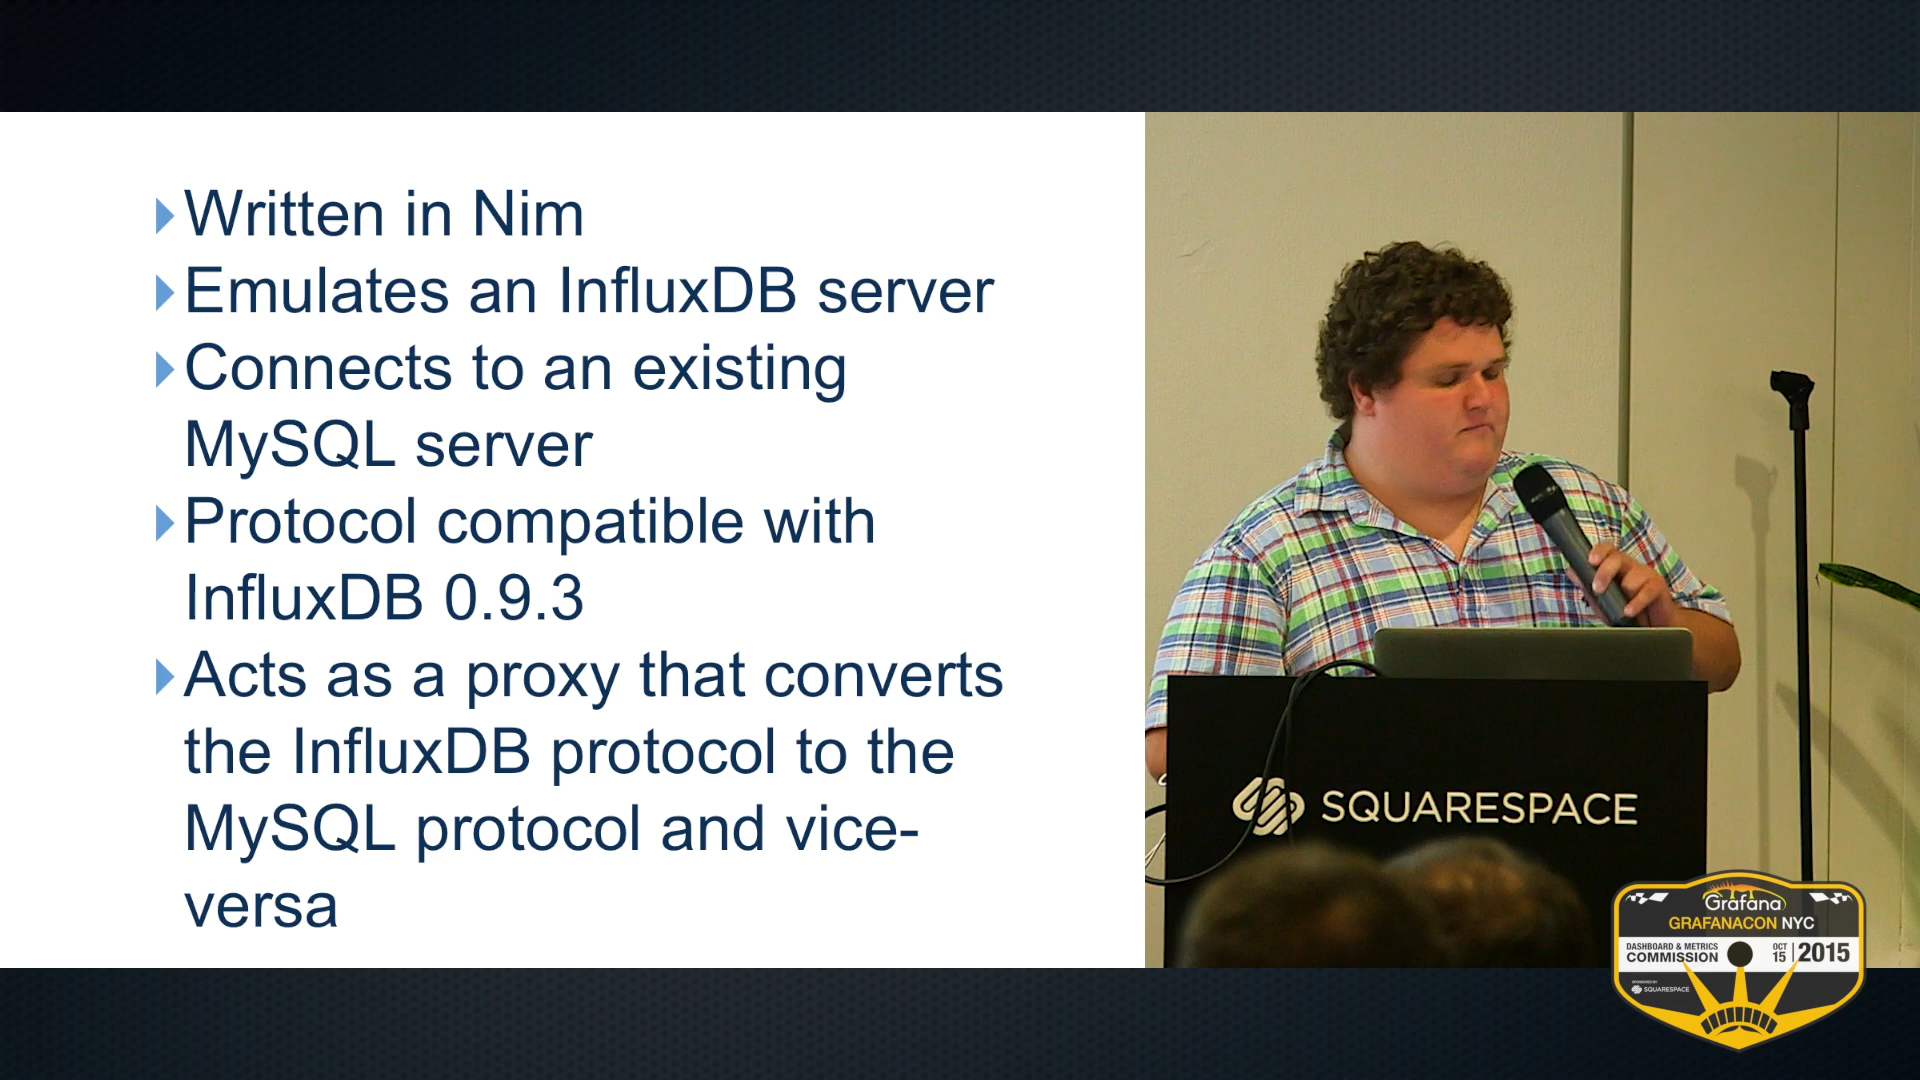 Written in Nim
Emulates an InfluxDB server
Connects to an existing
MySQL server
Protocol compatible with
InfluxDB 0.9.3
Acts as a proxy that converts
the InfluxDB protocol to the
MySQL protocol and vice-
versa
SQUARESPACE
Grafana
GRAFANACON NYC
DASHBOARD & METRICS
COMMISSION
OCT
15
2015
SPONSORED BY
SQUARESPACE